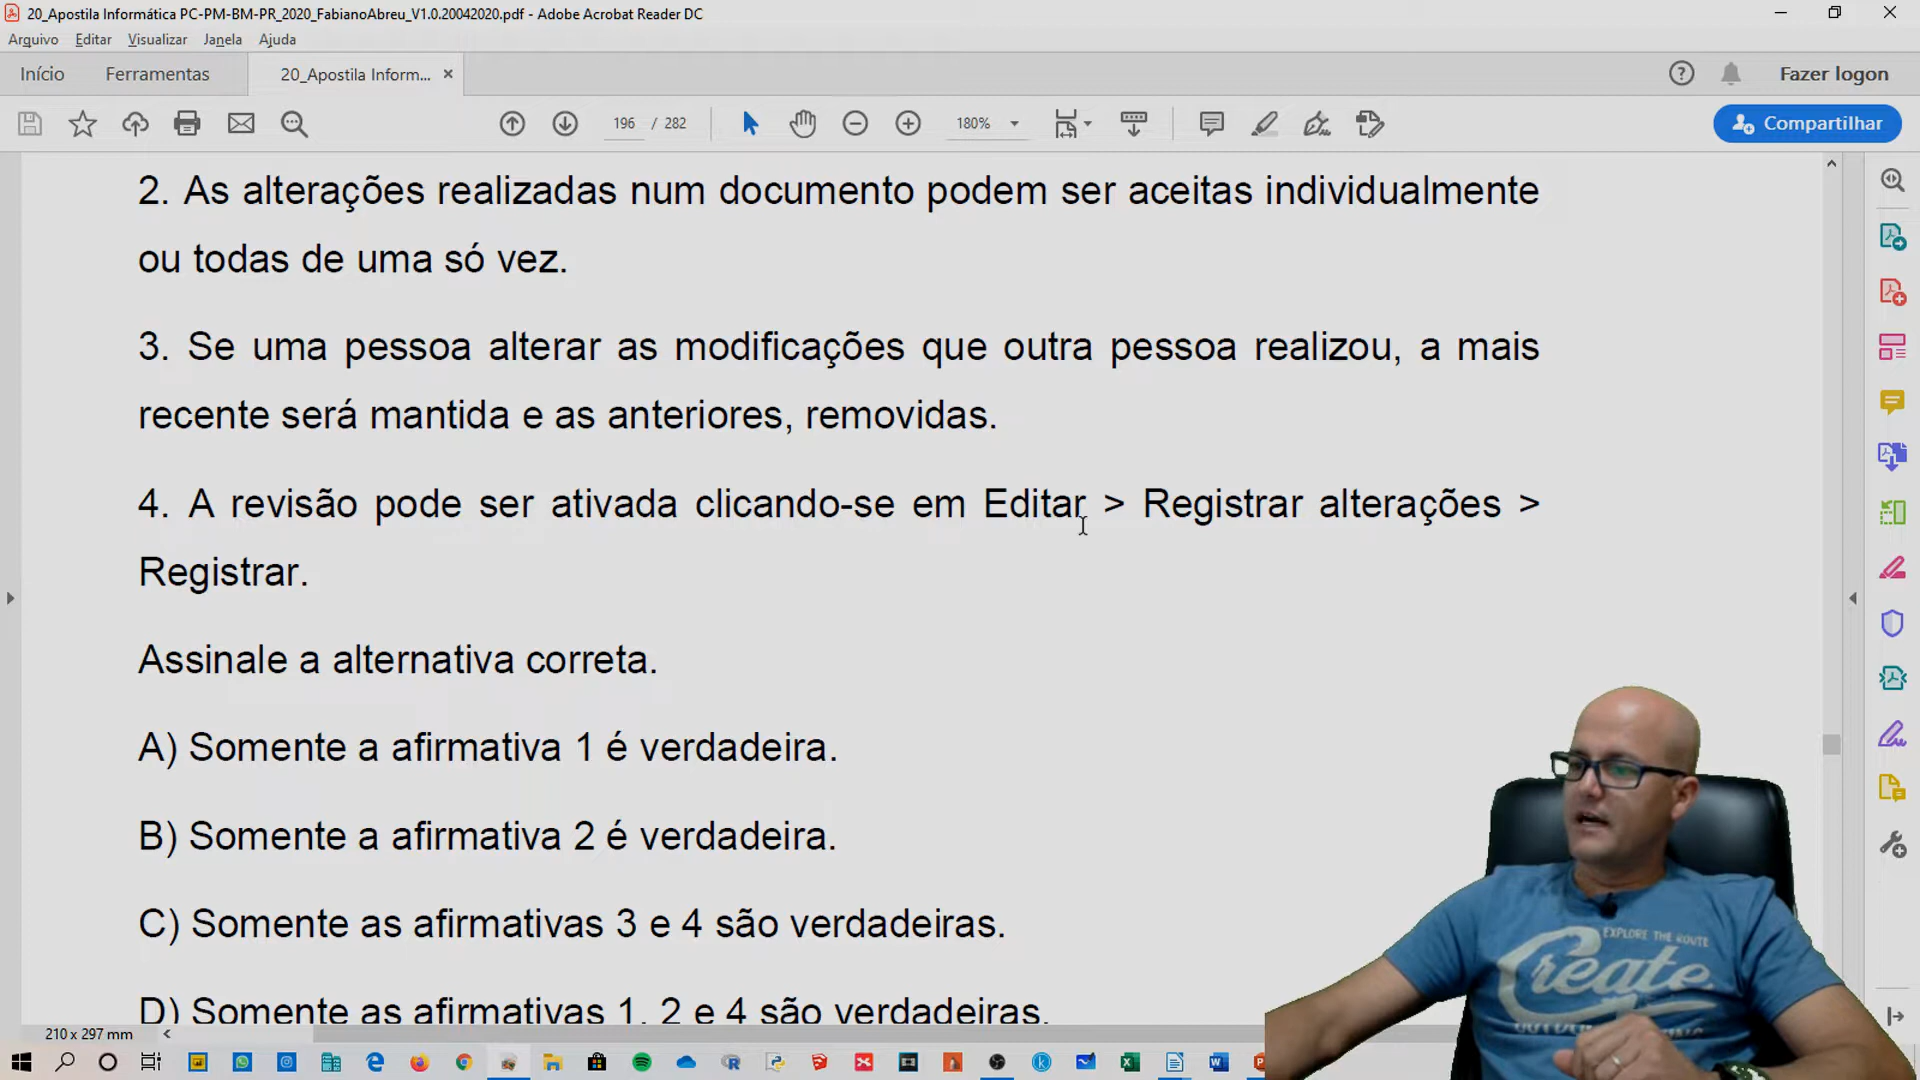 20_Apostila Informática PC-PM-BM-PR_2020_FabianoAbreu_V1.0.20042020.pdf - Adobe Acrobat Reader DC
Arquivo Editar Visualizar Janela Ajuda
Início Ferramentas 20_Apostila Inform... Fazer logon
196 / 282 180% Compartilhar
2. As alterações realizadas num documento podem ser aceitas individualmente
ou todas de uma só vez.
3. Se uma pessoa alterar as modificações que outra pessoa realizou, a mais
recente será mantida e as anteriores, removidas.
4. A revisão pode ser ativada clicando-se em Editar > Registrar alterações >
Registrar.
Assinale a alternativa correta.
A) Somente a afirmativa 1 é verdadeira.
B) Somente a afirmativa 2 é verdadeira.
C) Somente as afirmativas 3 e 4 são verdadeiras.
D) Somente as afirmativas 1, 2 e 4 são verdadeiras.
EXPLORE THE ROUTE
Create
210 x 297 mm